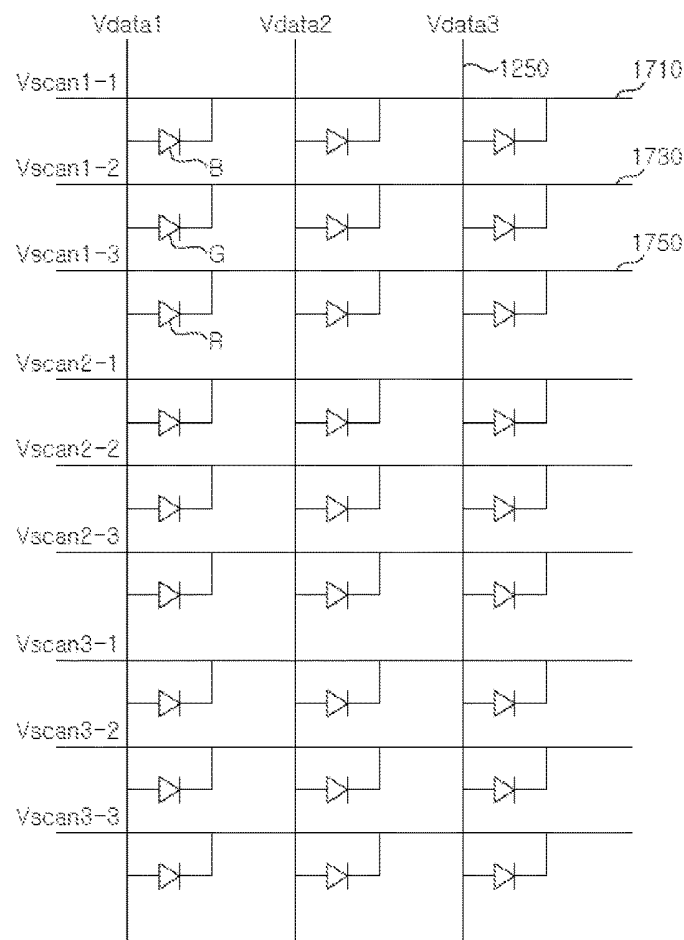 Vdata1 Vdata2 Vdata3
1250
1710
Vscan1-1
B
Vscan1-2
1730
G
Vscan1-3
1750
R
Vscan2-1
Vscan2-2
Vscan2-3
Vscan3-1
Vscan3-2
Vscan3-3